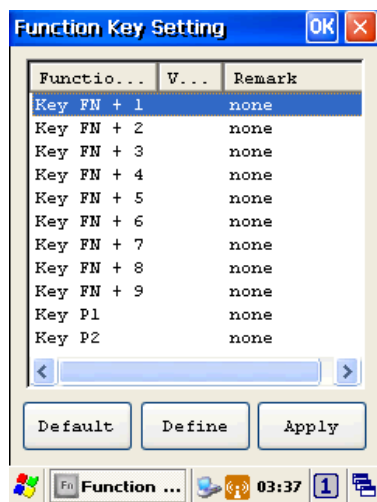 Function Key Setting OK
Functio... V... Remark
Key FN + 1 none
Key FN + 2 none
Key FN + 3 none
Key FN + 4 none
Key FN + 5 none
Key FN + 6 none
Key FN + 7 none
Key FN + 8 none
Key FN + 9 none
Key P1 none
Key P2 none
Default Define Apply
Fn Function ... 03:37 1